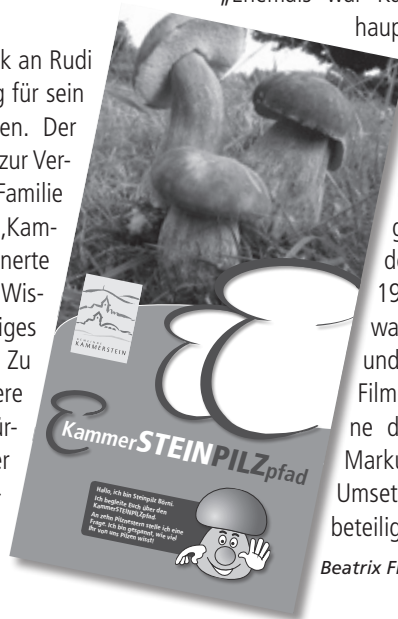 k an Rudi
g für sein
en. Der
zur Ver-
Familie
‚Kam-
nerte
Wis-
iges
Zu
ere
ür-
er
-
GEMEINDE
KAMMERSTEIN
KammerSTEINPILZpfad
Hallo, ich bin Steinpilz Börni.
Ich begleite Euch über den
KammerSTEINPILZpfad.
An zehn Pilznestern stelle ich eine
Frage. Ich bin gespannt, wie viel
Ihr von uns Pilzen wisst!
„Ehemals war
haup
g
de
19
wa
und
Film
ne d
Marku
Umset
beteilig
Beatrix